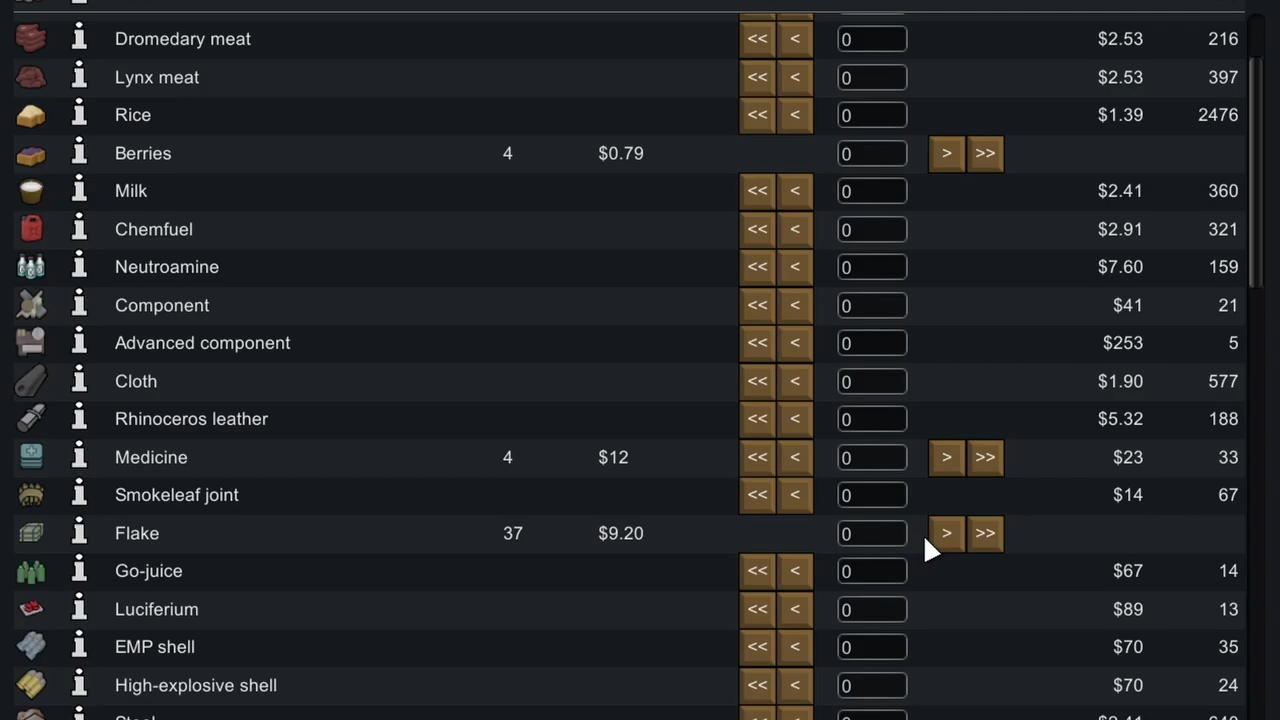 Dromedary meat << < 0 $2.53 216
Lynx meat << < 0 $2.53 397
Rice << < 0 $1.39 2476
Berries 4 $0.79 0 > >>
Milk << < 0 $2.41 360
Chemfuel << < 0 $2.91 321
Neutroamine << < 0 $7.60 159
Component << < 0 $41 21
Advanced component << < 0 $253 5
Cloth << < 0 $1.90 577
Rhinoceros leather << < 0 $5.32 188
Medicine 4 $12 << < 0 > >> $23 33
Smokeleaf joint << < 0 $14 67
Flake 37 $9.20 0 > >>
Go-juice << < 0 $67 14
Luciferium << < 0 $89 13
EMP shell << < 0 $70 35
High-explosive shell << < 0 $70 24